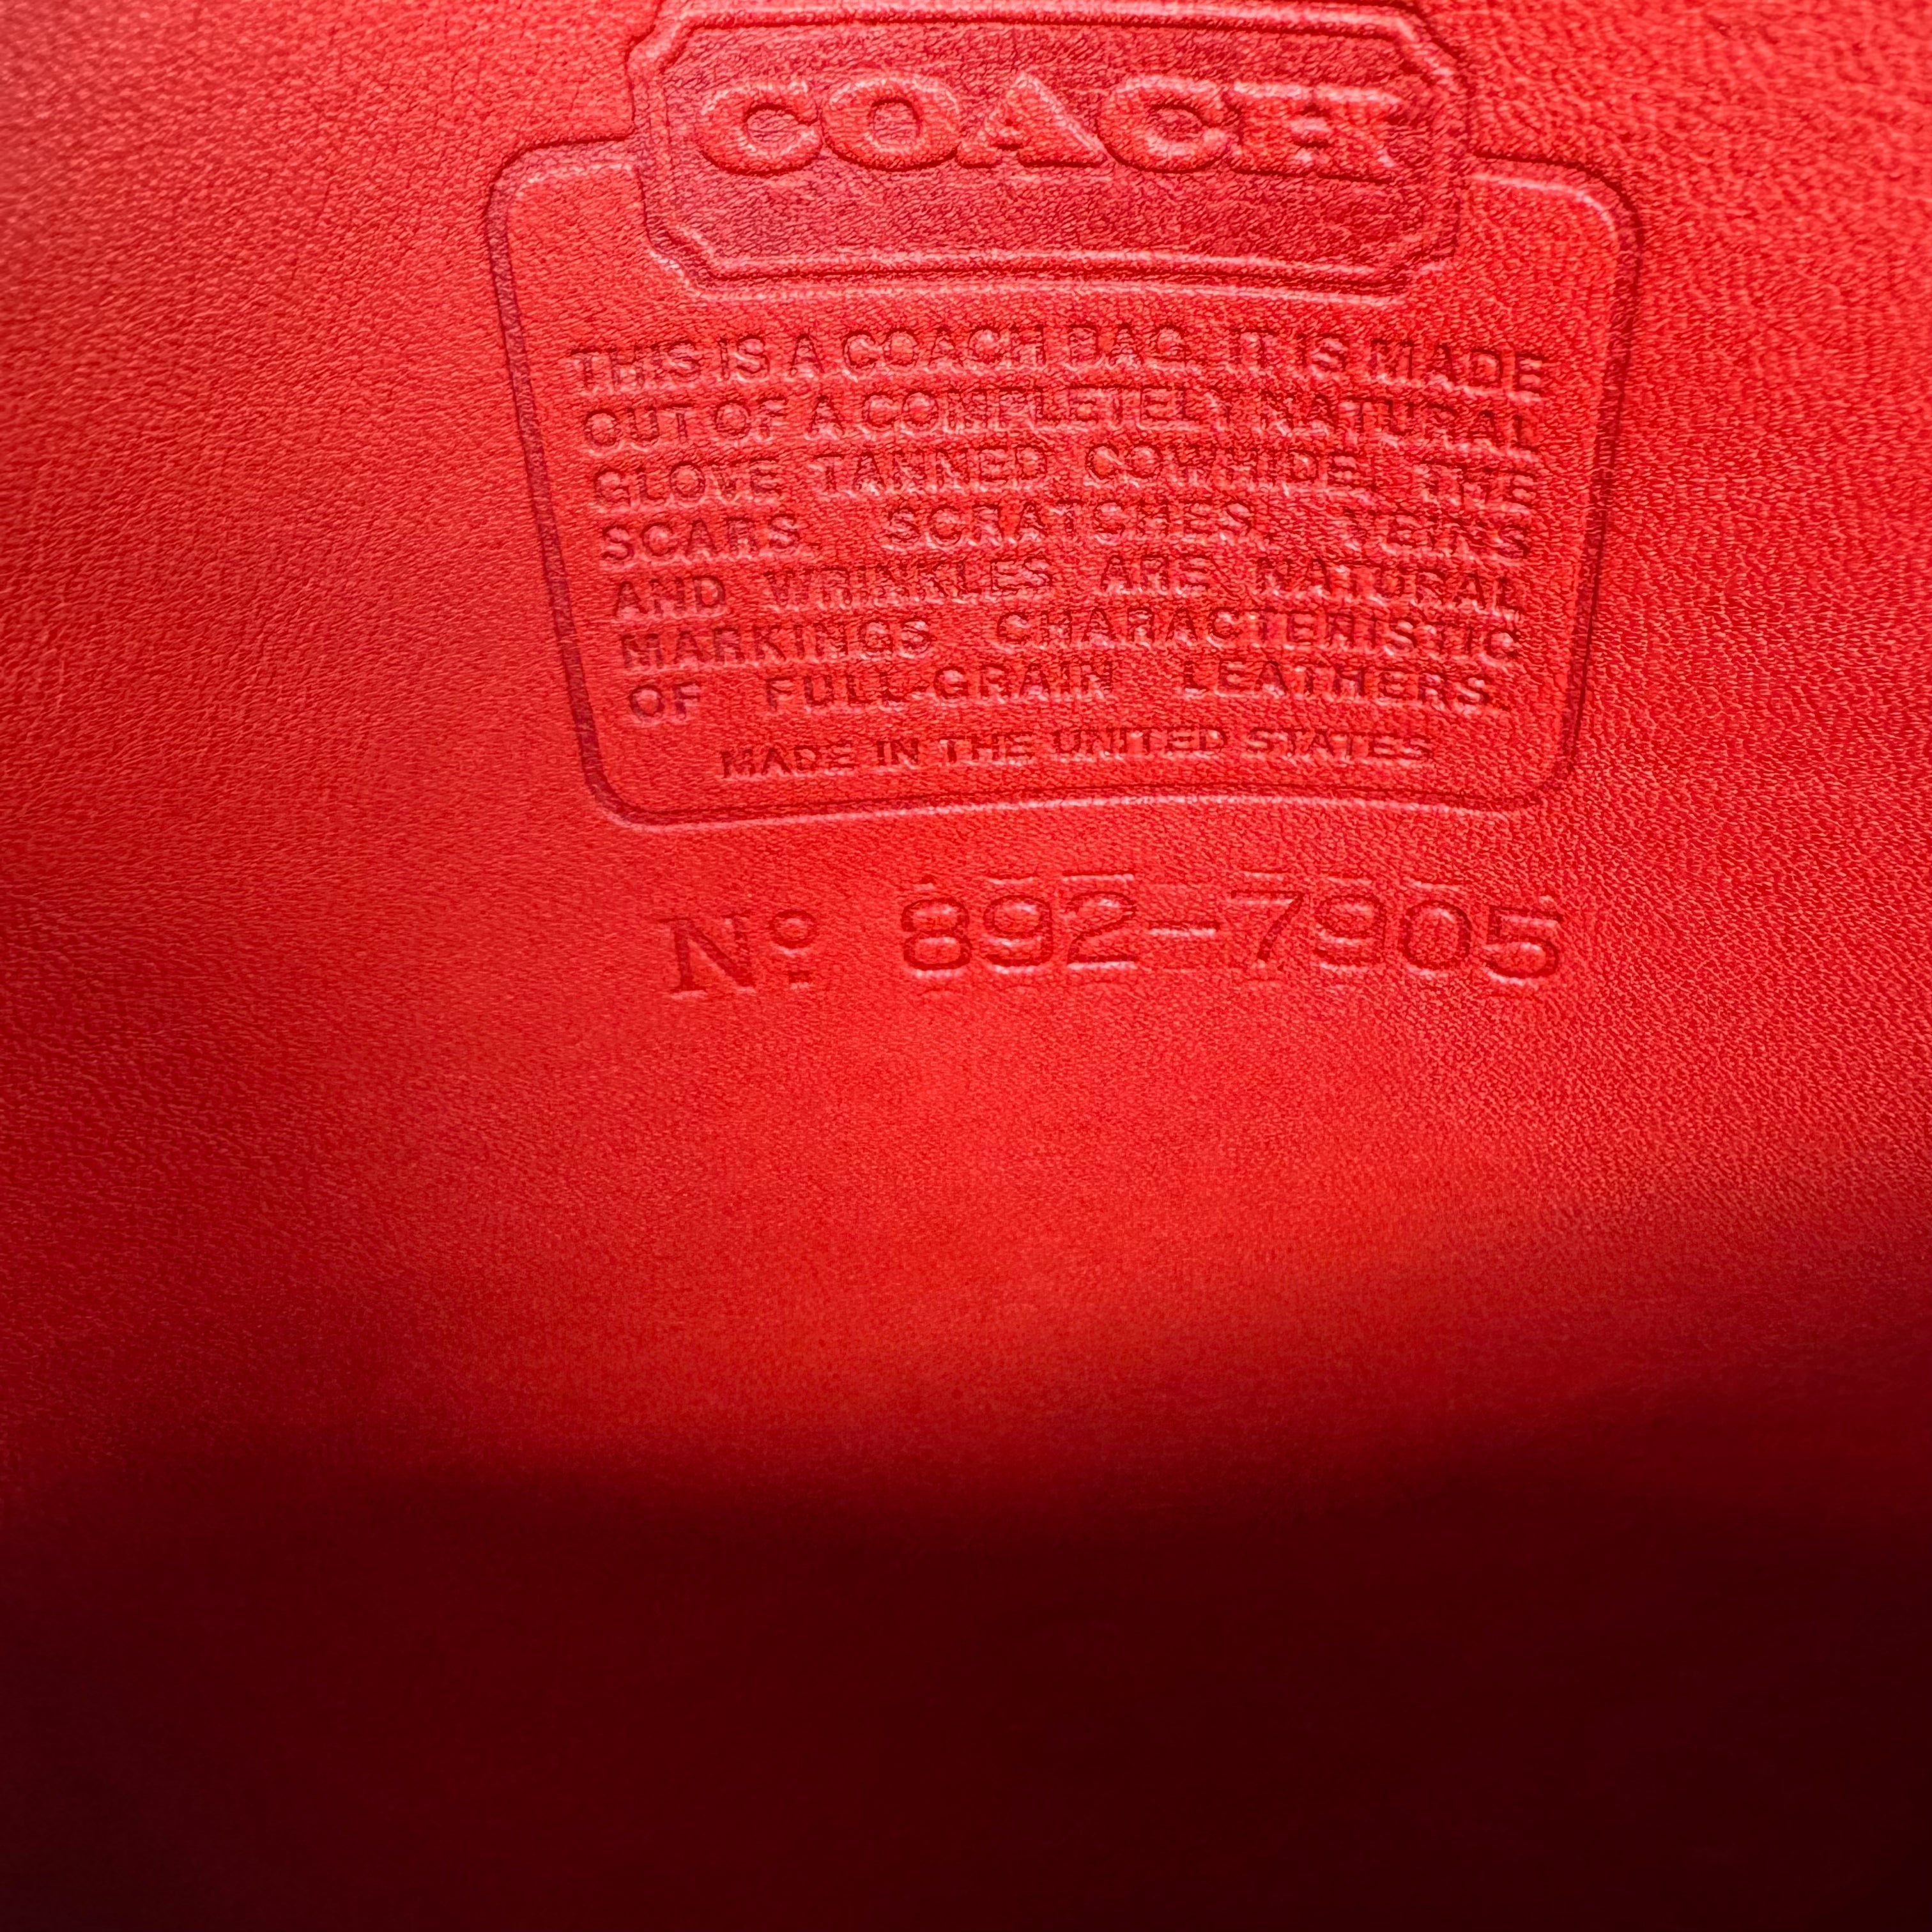 COACH
THIS IS A COACH BAG. IT IS MADE
OUT OF A COMPLETELY NATURAL
GLOVE TANNED COWHIDE. THE
SCARS, SCRATCHES, VEINS
AND WRINKLES ARE NATURAL
MARKINGS CHARACTERISTIC
OF FULL-GRAIN LEATHERS.
MADE IN THE UNITED STATES
Nº 892-7905